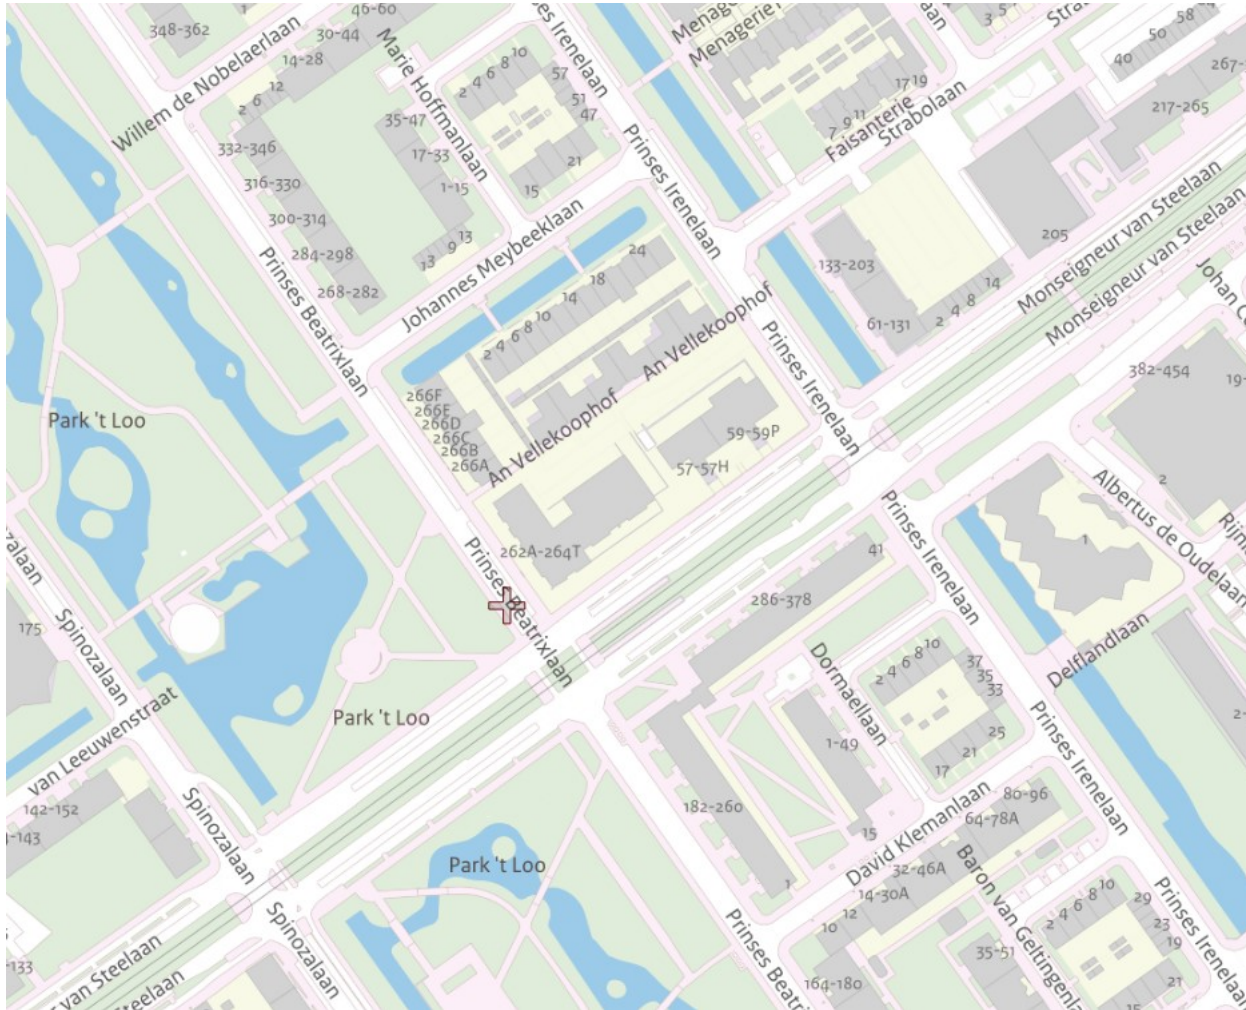 348-362
1
46-60
30-44
14-28
12
6
2
Willem de Nobelaerlaan
Marie Hoffmanlaan
Prinses Irenelaan
2 4 6 8 10
57
51
47
21
15
35-47
17-33
1-15
13
9
3
1
332-346
316-330
300-314
284-298
268-282
Prinses Beatrixlaan
Johannes Meybeeklaan
Prinses Irenelaan
17 19
11
9
7
Faisanterie
Strabolaan
3
40
50
58
217-265
205
Monseigneur van Steelaan
Monseigneur van Steelaan
133-203
61-131
2 4 8 14
24
18
14
2 4 6 8 10
An Vellekoophof
An Vellekoophof
Prinses Irenelaan
266F
266E
266D
266C
266B
266A
59-59P
57-57H
262A-264T
Park 't Loo
Prinses Beatrixlaan
382-454
2
1
Albertus de Oudelaan
Prinses Irenelaan
Delflandlaan
41
286-378
175
Spinozalaan
van Leeuwenstraat
Park 't Loo
Dormaellaan
2 4 6 8 10
37
35
33
25
21
17
1-49
15
182-260
1
Prinses Irenelaan
142-152
Spinozalaan
Park 't Loo
80-96
64-78A
David Klemanlaan
32-46A
14-30A
12
10
164-180
35-51
2 4 6 8 10
29
23
19
21
15
Prinses Irenelaan
Spinozalaan
van Steelaan